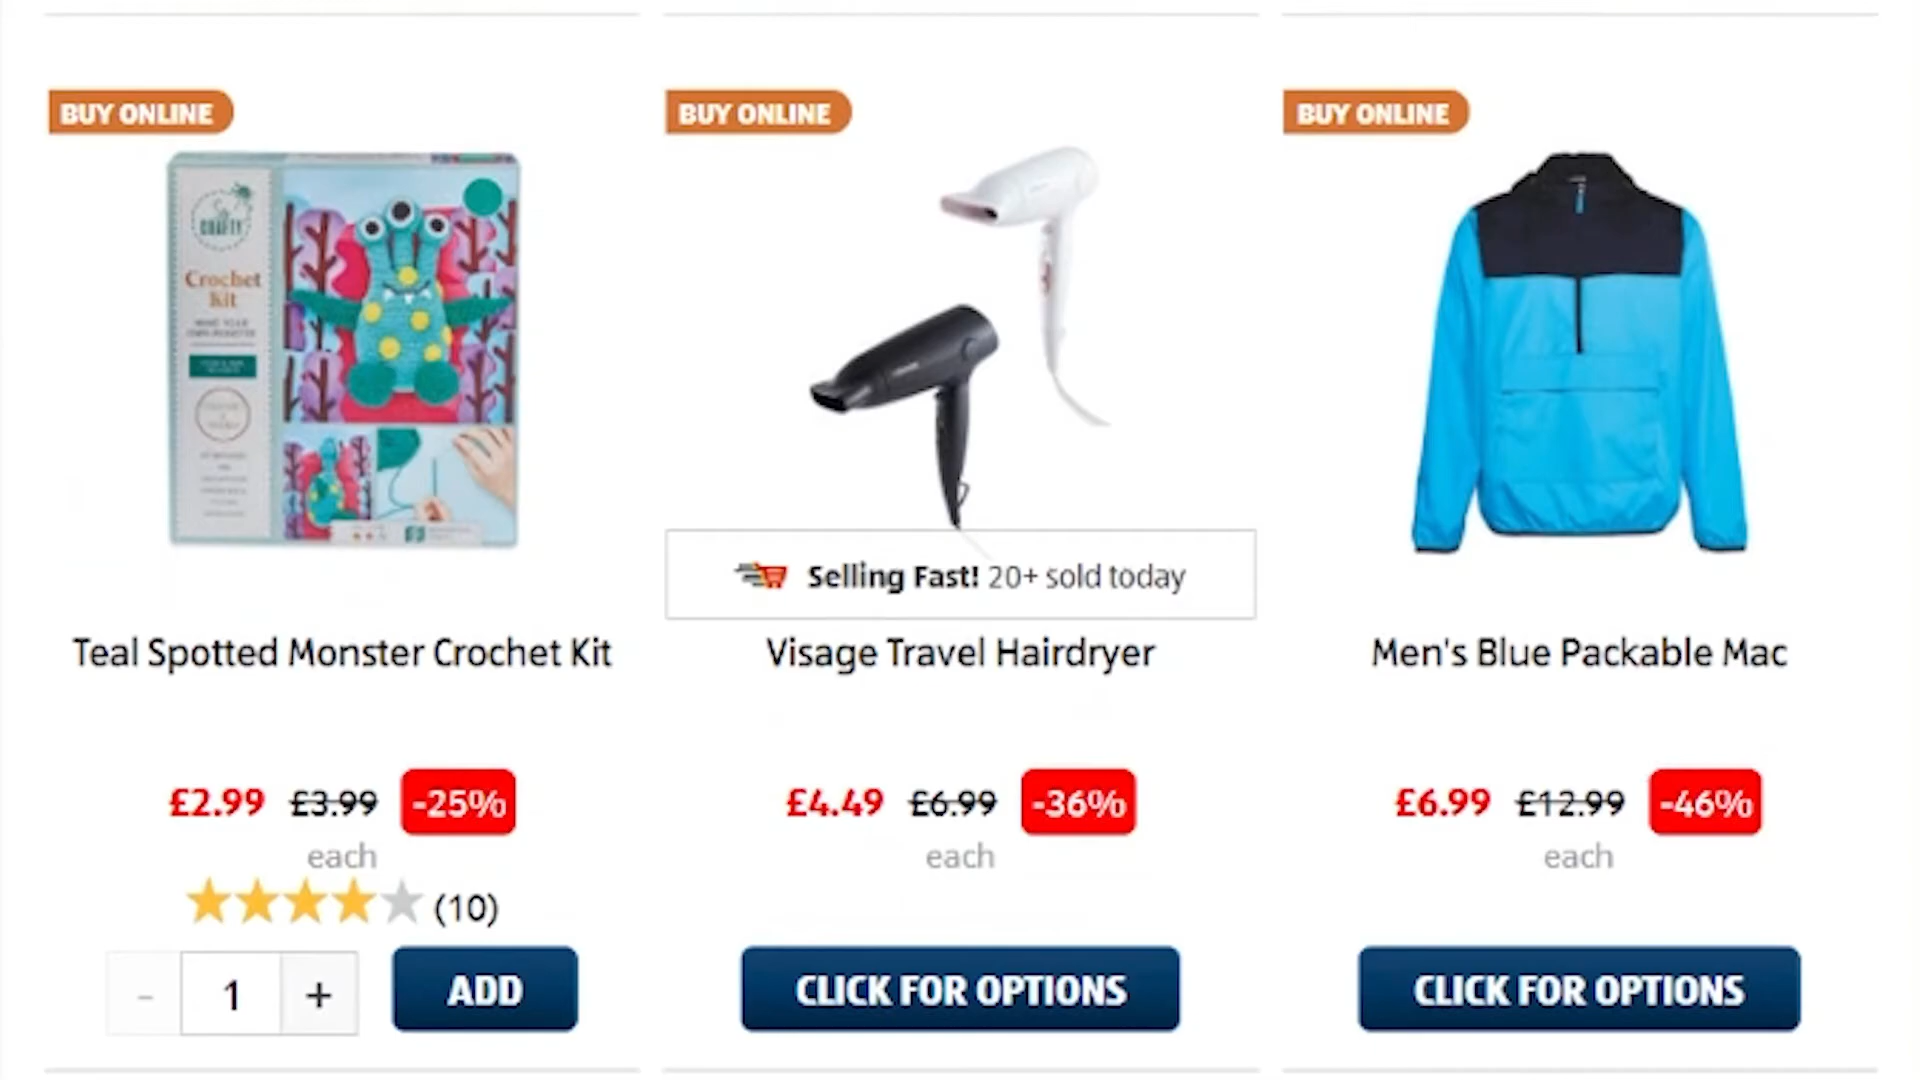 BUY ONLINE
CRAFTY
Crochet
Kit
Teal Spotted Monster Crochet Kit
£2.99 £3.99 -25%
each
(10)
- 1 + ADD
BUY ONLINE
Selling Fast! 20+ sold today
Visage Travel Hairdryer
£4.49 £6.99 -36%
each
CLICK FOR OPTIONS
BUY ONLINE
Men's Blue Packable Mac
£6.99 £12.99 -46%
each
CLICK FOR OPTIONS